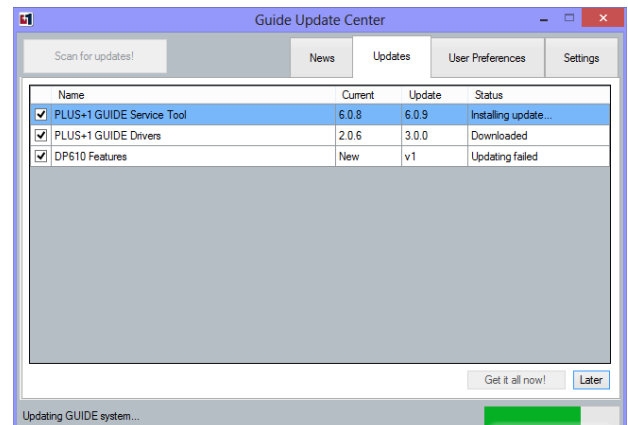 Guide Update Center
Scan for updates! News Updates User Preferences Settings
Name Current Update Status
PLUS+1 GUIDE Service Tool 6.0.8 6.0.9 Installing update...
PLUS+1 GUIDE Drivers 2.0.6 3.0.0 Downloaded
DP610 Features New v1 Updating failed
Get it all now! Later
Updating GUIDE system...